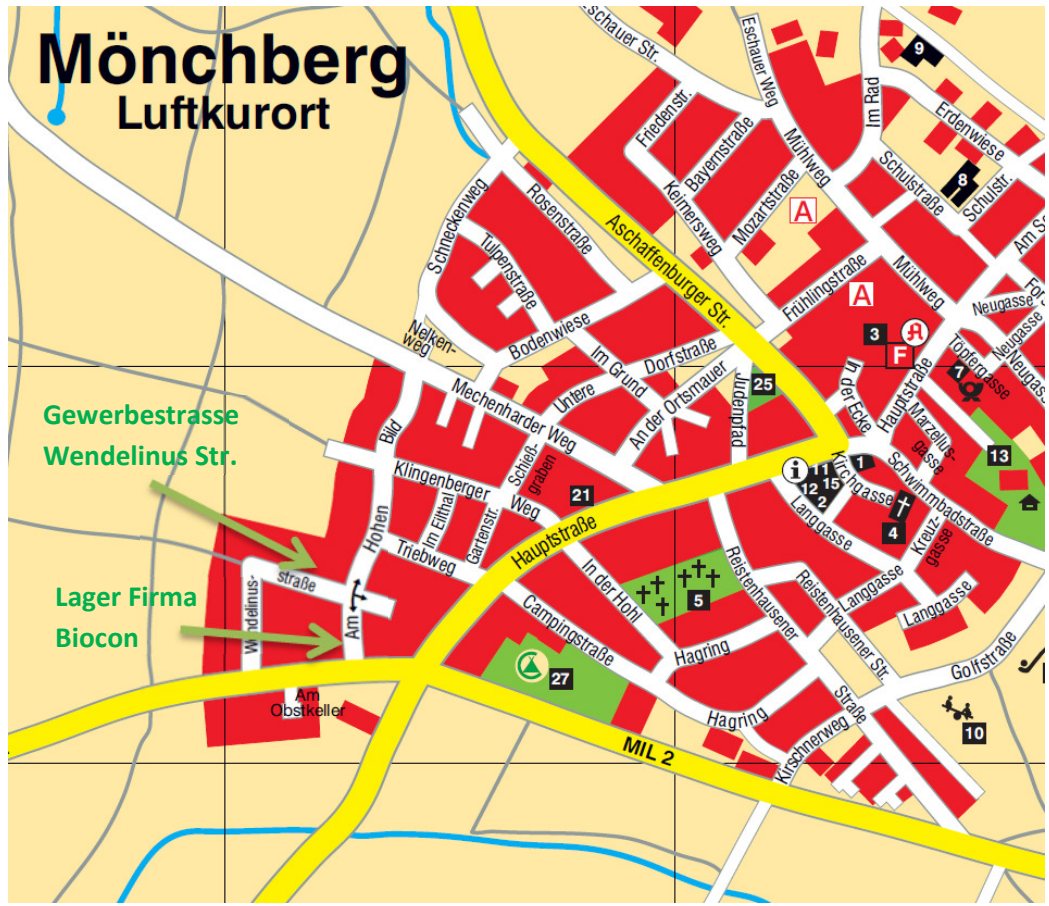 Mönchberg
Luftkurort
Eschauer Str.
Eschauer Weg
Im Rad
9
Erdenwiese
Friedenstr.
Bayernstraße
Mühlweg
Schulstraße
8
Schulstr.
Keimersweg
Mozartstraße
A
Am S
Schneckenweg
Rosenstraße
Aschaffenburger Str.
Tulpenstraße
Frühlingstraße
Mühlweg
A
For
Neugasse
Neugasse
Neugasse
Nelken-
weg
Bodenwiese
Im Grund
Dorfstraße
Untere
3
F
Töpfergasse
7
In der Ecke
Hauptstraße
Marzellus-
gasse
Judenpfad
25
An der Ortsmauer
Mechenharder Weg
Gewerbestrasse
Wendelinus Str.
Bild
Hohen
Am
Klingenberger
Weg
Schieß-
graben
21
Im Eilthal
Gartenstr.
Triebweg
Hauptstraße
i
11
12
15
2
1
Kirchgasse
Schwimmbadstraße
13
4
Kreuz-
gasse
Langgasse
Langgasse
Langgasse
Wendelinus-
straße
Lager Firma
Biocon
Campingstraße
In der Hohl
5
Reistenhausener
Straße
Reistenhausener Str.
Hagring
Hagring
Golfstraße
27
Am
Obstkeller
MIL 2
Kirschnerweg
10